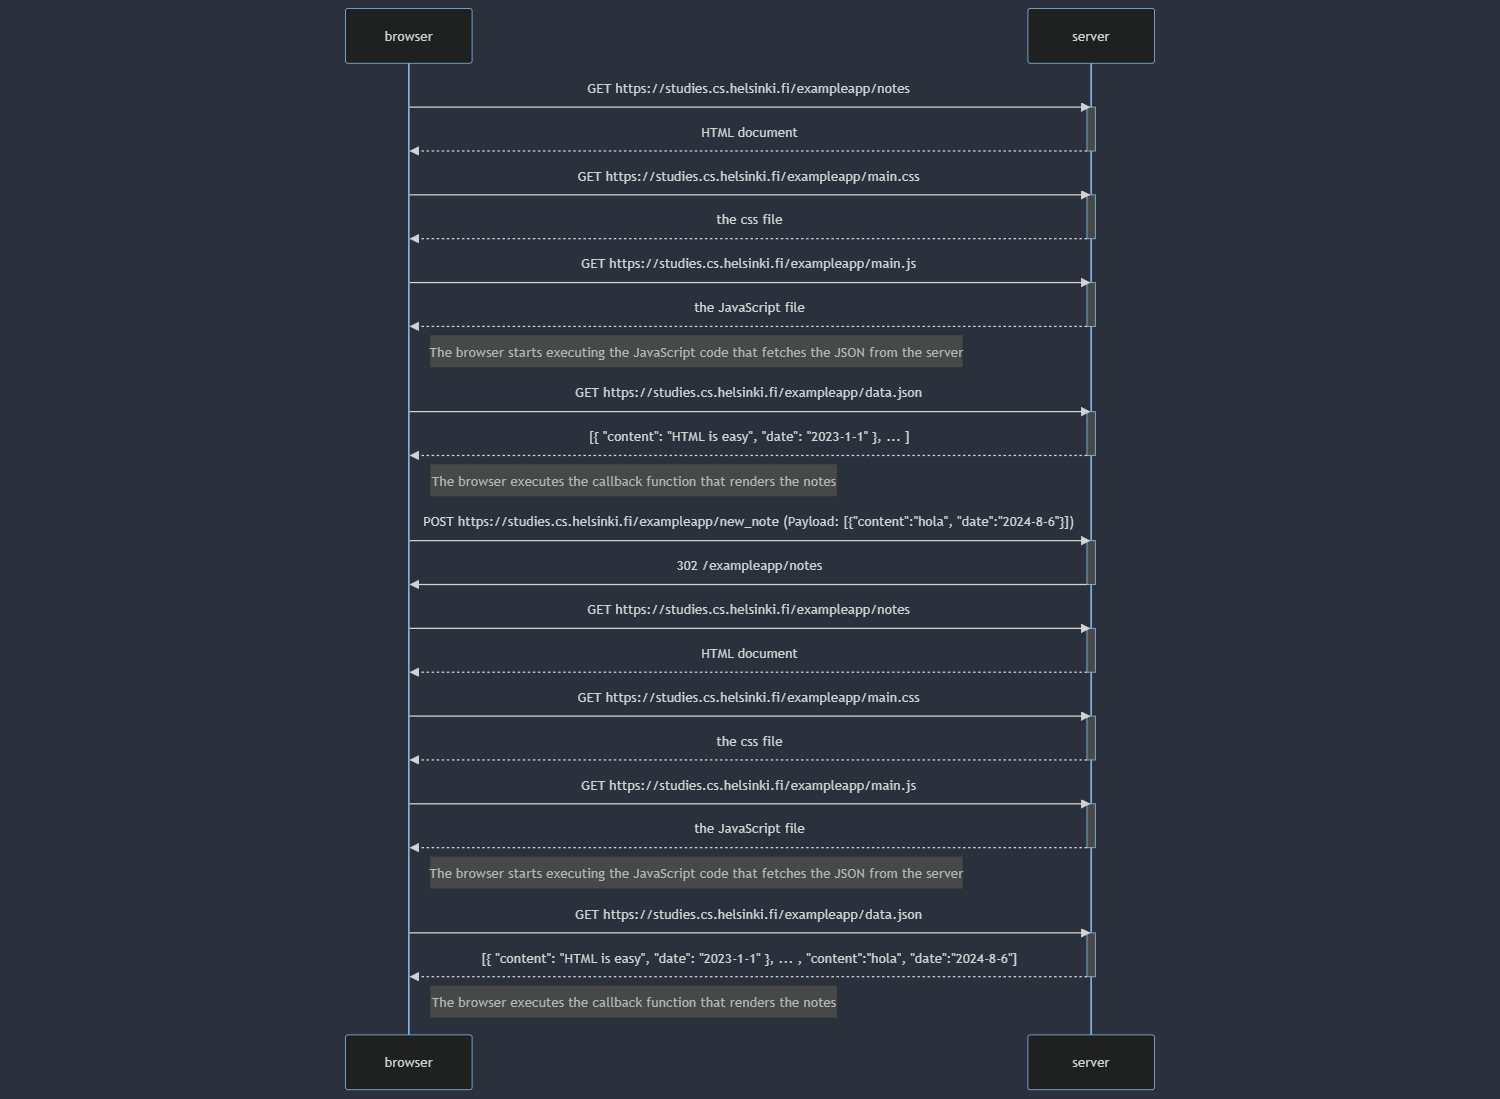 browser
server
GET https://studies.cs.helsinki.fi/exampleapp/notes
HTML document
GET https://studies.cs.helsinki.fi/exampleapp/main.css
the css file
GET https://studies.cs.helsinki.fi/exampleapp/main.js
the JavaScript file
The browser starts executing the JavaScript code that fetches the JSON from the server
GET https://studies.cs.helsinki.fi/exampleapp/data.json
[{ "content": "HTML is easy", "date": "2023-1-1" }, ... ]
The browser executes the callback function that renders the notes
POST https://studies.cs.helsinki.fi/exampleapp/new_note (Payload: [{"content":"hola", "date":"2024-8-6"}])
302 /exampleapp/notes
GET https://studies.cs.helsinki.fi/exampleapp/notes
HTML document
GET https://studies.cs.helsinki.fi/exampleapp/main.css
the css file
GET https://studies.cs.helsinki.fi/exampleapp/main.js
the JavaScript file
The browser starts executing the JavaScript code that fetches the JSON from the server
GET https://studies.cs.helsinki.fi/exampleapp/data.json
[{ "content": "HTML is easy", "date": "2023-1-1" }, ... , "content":"hola", "date":"2024-8-6"]
The browser executes the callback function that renders the notes
browser
server